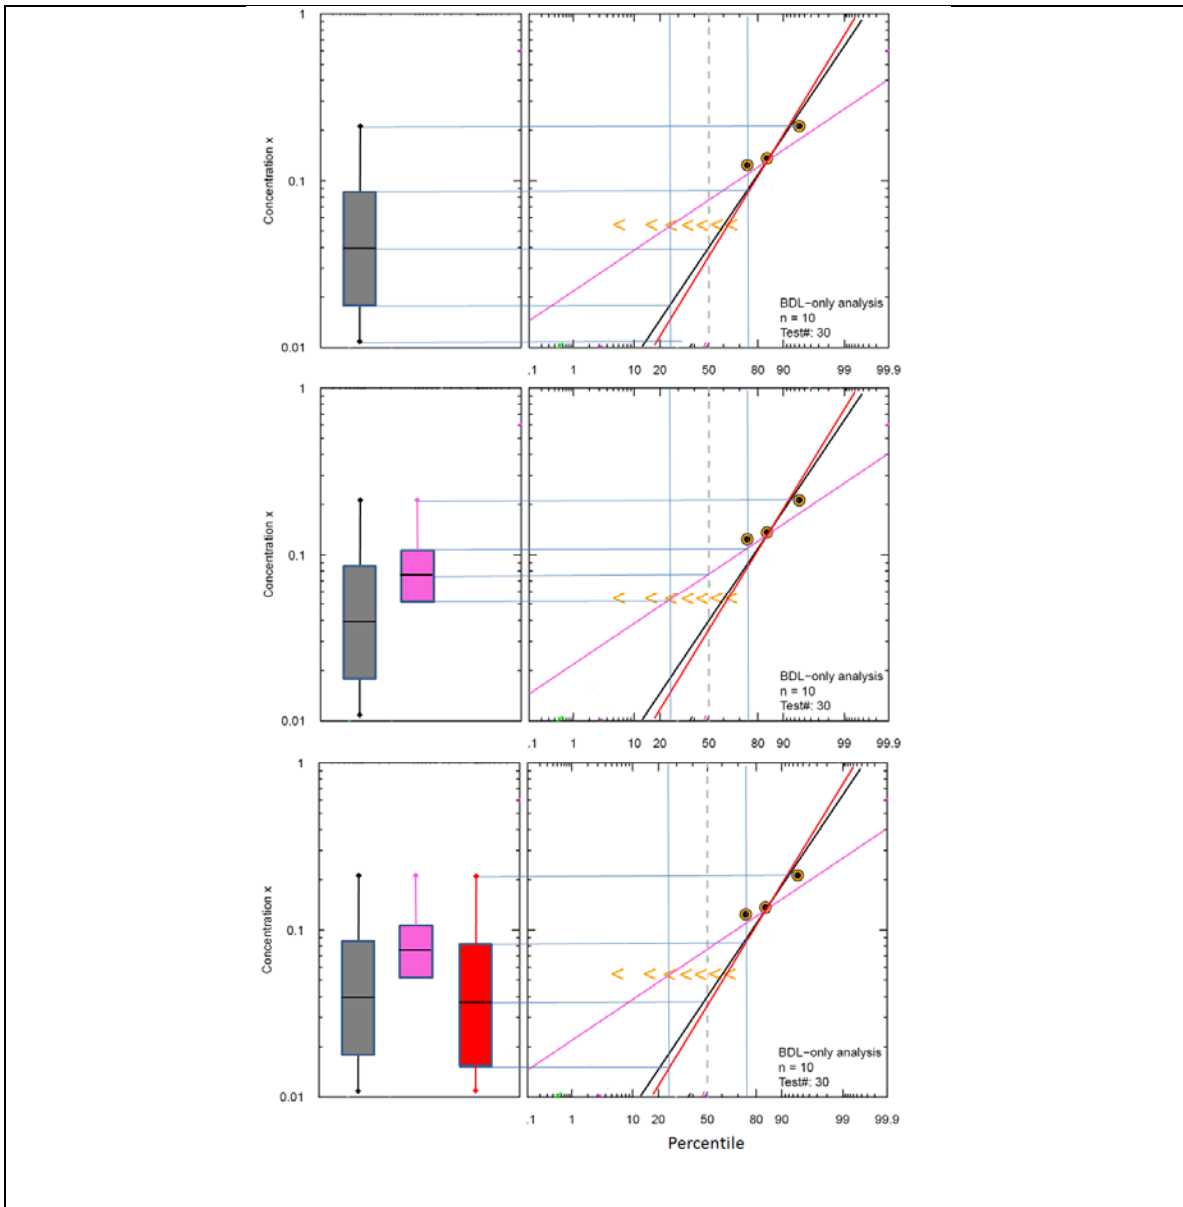 1
Concentration x
0.1
0.01
BDL−only analysis
n = 10
Test#: 30
.1 1 10 20 50 80 90 99 99.9
1
Concentration x
0.1
0.01
BDL−only analysis
n = 10
Test#: 30
.1 1 10 20 50 80 90 99 99.9
1
Concentration x
0.1
0.01
BDL−only analysis
n = 10
Test#: 30
.1 1 10 20 50 80 90 99 99.9
Percentile